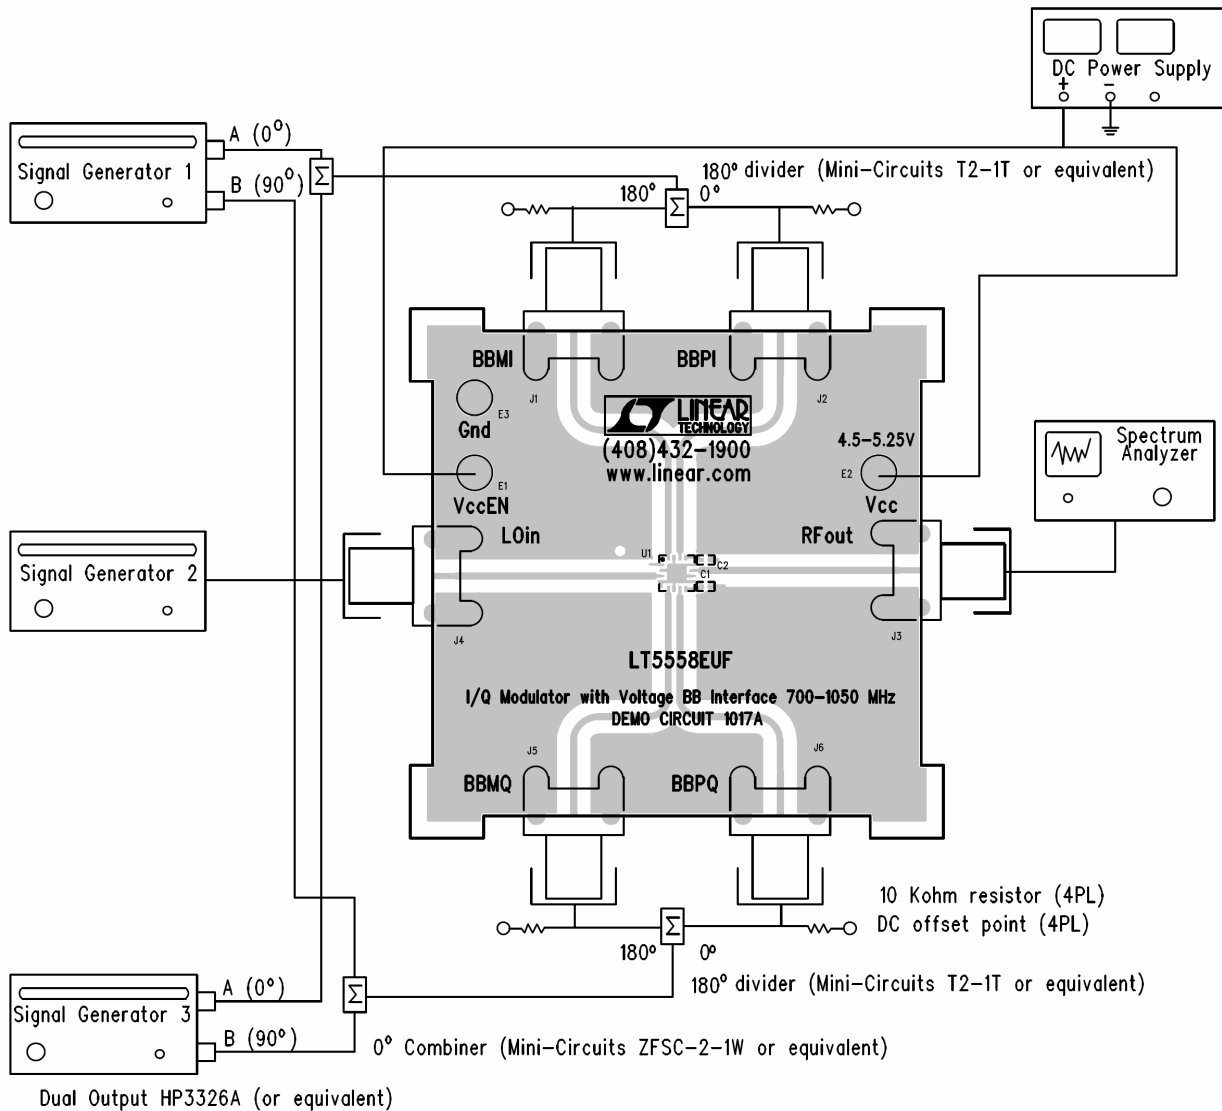 DC Power Supply
+ -
A (0°)
Signal Generator 1
B (90°)
Σ
180° divider (Mini-Circuits T2-1T or equivalent)
180° Σ 0°
BBMI
BBPI
J1
J2
E3
Gnd
LINEAR
TECHNOLOGY
(408)432-1900
www.linear.com
4.5-5.25V
E1
E2
VccEN
Vcc
Spectrum
Analyzer
LOin
RFout
U1
C2
C1
Signal Generator 2
J4
J3
LT5558EUF
I/Q Modulator with Voltage BB Interface 700-1050 MHz
DEMO CIRCUIT 1017A
J5
J6
BBMQ
BBPQ
10 Kohm resistor (4PL)
DC offset point (4PL)
Σ
180° 0°
180° divider (Mini-Circuits T2-1T or equivalent)
A (0°)
Signal Generator 3
Σ
B (90°)
0° Combiner (Mini-Circuits ZFSC-2-1W or equivalent)
Dual Output HP3326A (or equivalent)